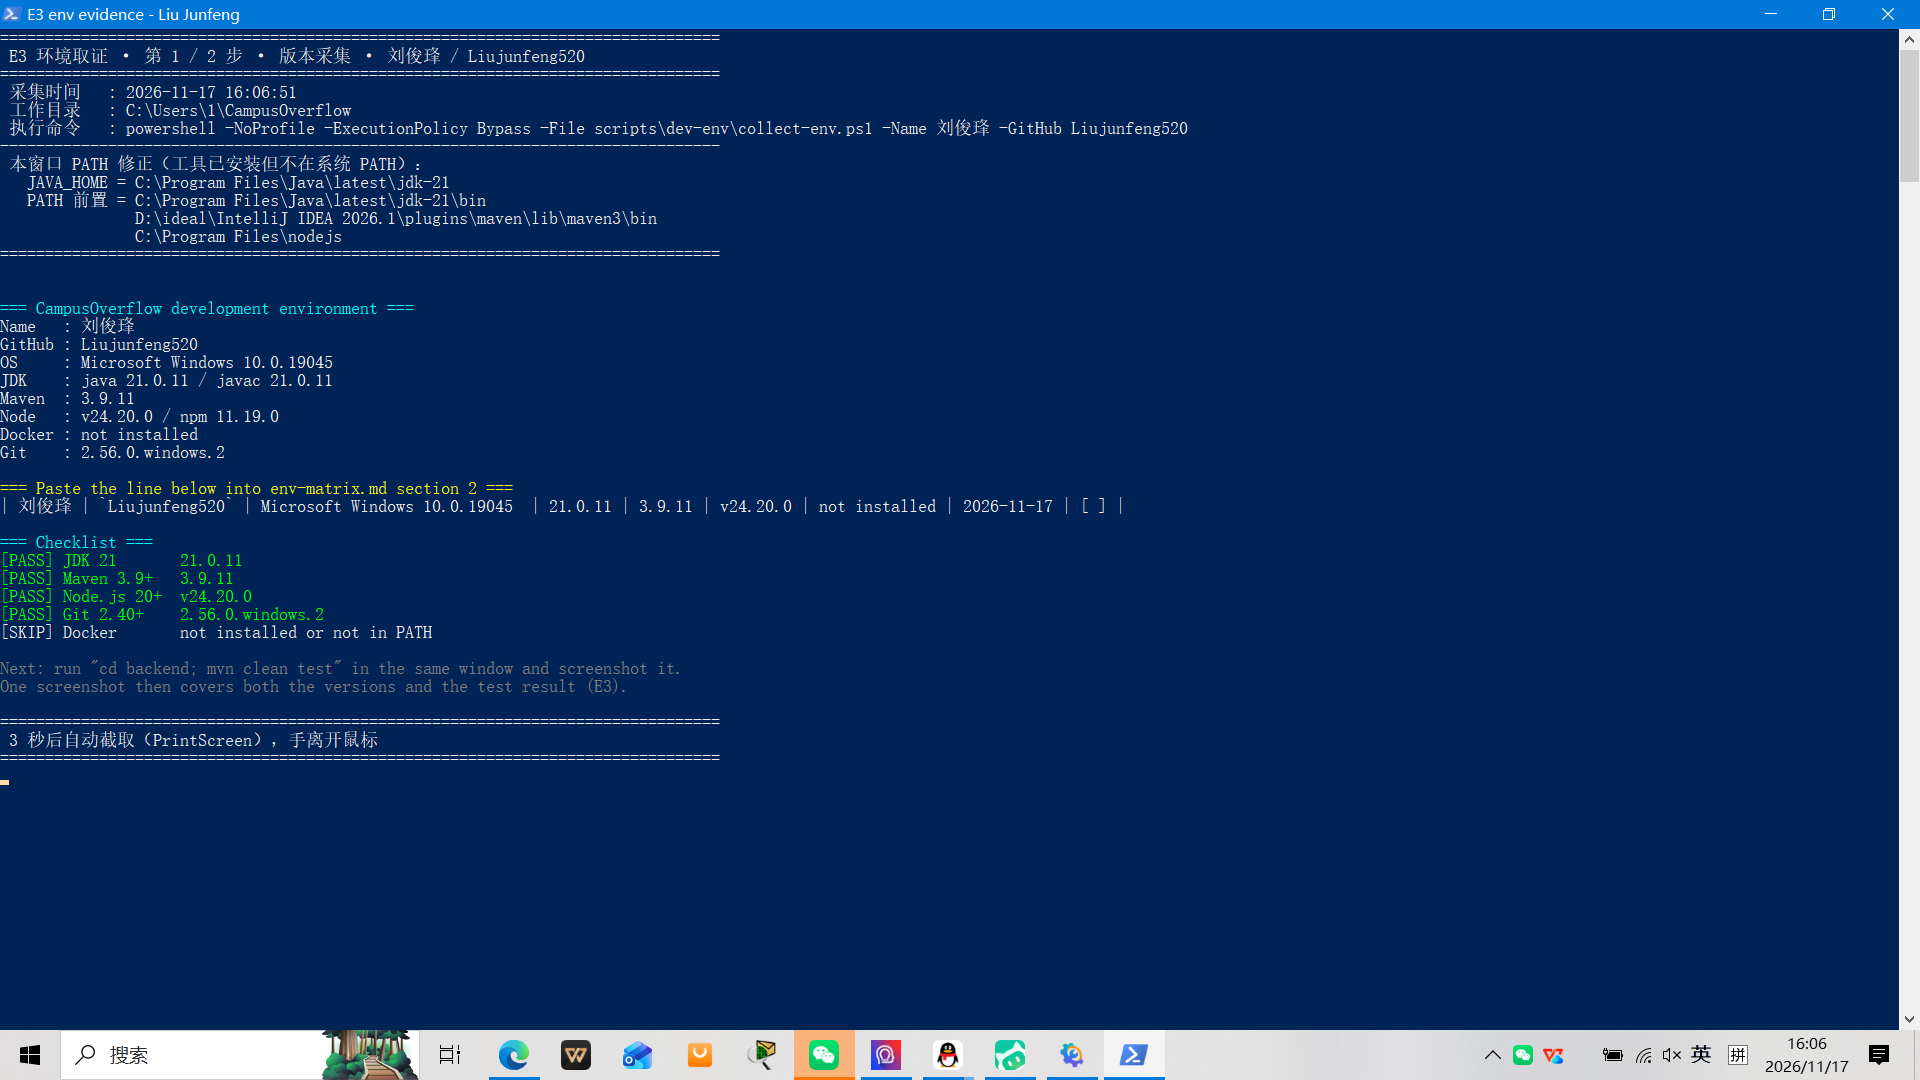 E3 env evidence - Liu Junfeng
================================================================================
E3 环境取证 • 第 1 / 2 步 • 版本采集 • 刘俊琒 / Liujunfeng520
================================================================================
采集时间   : 2026-11-17 16:06:51
工作目录   : C:\Users\1\CampusOverflow
执行命令   : powershell -NoProfile -ExecutionPolicy Bypass -File scripts\dev-env\collect-env.ps1 -Name 刘俊琒 -GitHub Liujunfeng520
--------------------------------------------------------------------------------
本窗口 PATH 修正（工具已安装但不在系统 PATH）：
JAVA_HOME = C:\Program Files\Java\latest\jdk-21
PATH 前置 = C:\Program Files\Java\latest\jdk-21\bin
D:\ideal\IntelliJ IDEA 2026.1\plugins\maven\lib\maven3\bin
C:\Program Files\nodejs
================================================================================
=== CampusOverflow development environment ===
Name   : 刘俊琒
GitHub : Liujunfeng520
OS     : Microsoft Windows 10.0.19045
JDK    : java 21.0.11 / javac 21.0.11
Maven  : 3.9.11
Node   : v24.20.0 / npm 11.19.0
Docker : not installed
Git    : 2.56.0.windows.2
=== Paste the line below into env-matrix.md section 2 ===
| 刘俊琒 | `Liujunfeng520` | Microsoft Windows 10.0.19045  | 21.0.11 | 3.9.11 | v24.20.0 | not installed | 2026-11-17 | [ ] |
=== Checklist ===
[PASS] JDK 21       21.0.11
[PASS] Maven 3.9+   3.9.11
[PASS] Node.js 20+  v24.20.0
[PASS] Git 2.40+    2.56.0.windows.2
[SKIP] Docker       not installed or not in PATH
Next: run "cd backend; mvn clean test" in the same window and screenshot it.
One screenshot then covers both the versions and the test result (E3).
================================================================================
3 秒后自动截取（PrintScreen），手离开鼠标
================================================================================
搜索
英
拼
16:06
2026/11/17